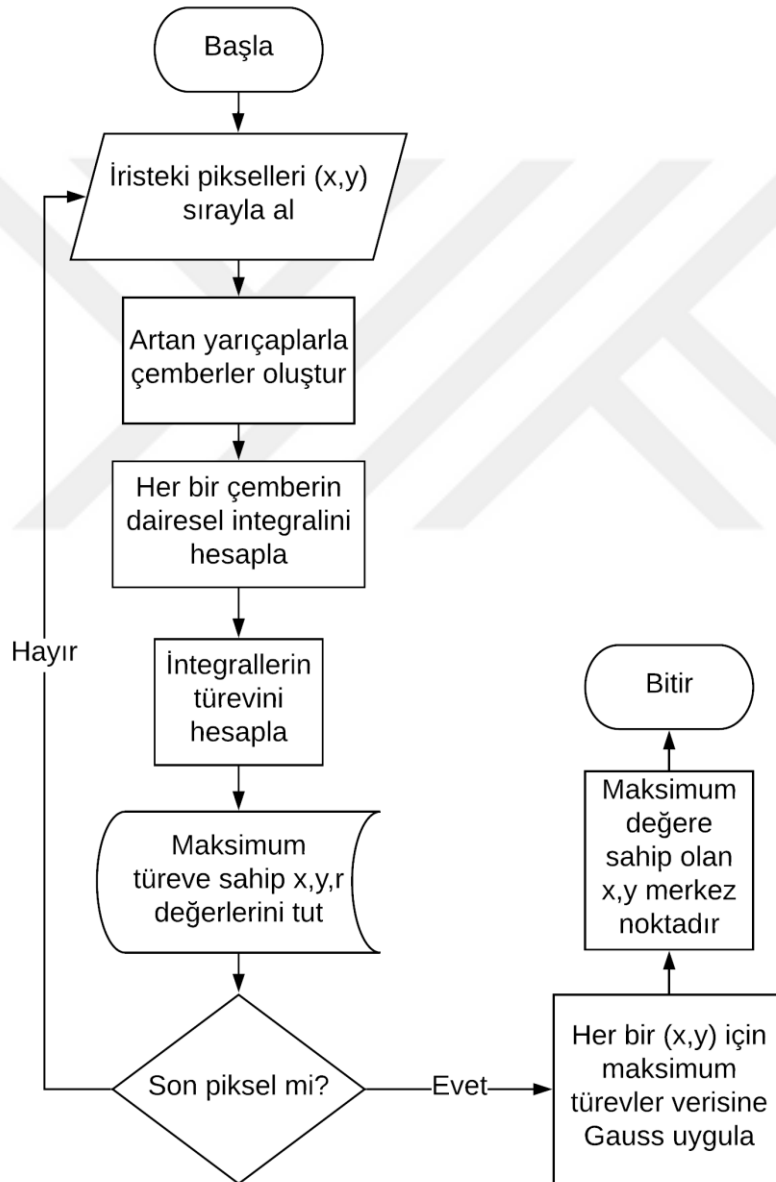 Başla
İristeki pikselleri (x,y)
sırayla al
Artan yarıçaplarla
çemberler oluştur
Her bir çemberin
dairesel integralini
hesapla
Hayır
İntegrallerin
türevini
hesapla
Maksimum
türeve sahip x,y,r
değerlerini tut
Son piksel mi?
Evet
Her bir (x,y) için
maksimum
türevler verisine
Gauss uygula
Maksimum
değere
sahip olan
x,y merkez
noktadır
Bitir